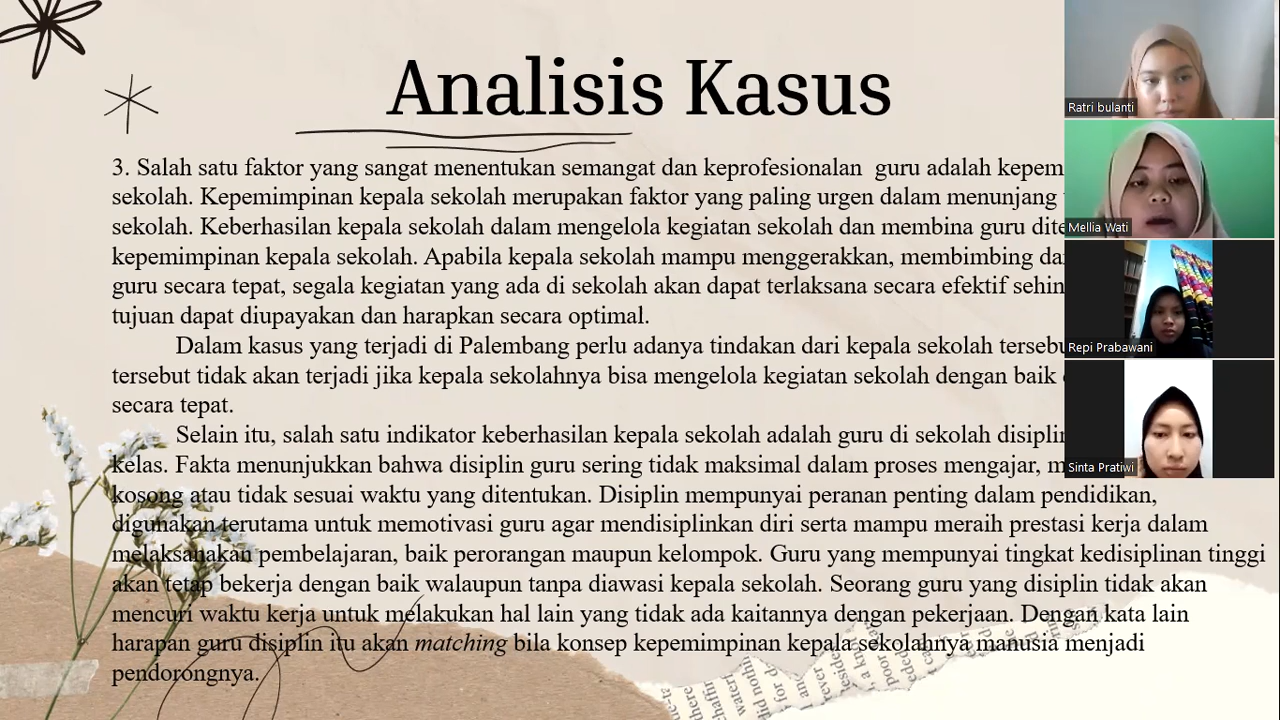 Analisis Kasus
3. Salah satu faktor yang sangat menentukan semangat dan keprofesionalan guru adalah
sekolah. Kepemimpinan kepala sekolah merupakan faktor yang paling urgen dalam menunjang
sekolah. Keberhasilan kepala sekolah dalam mengelola kegiatan sekolah dan membina guru
kepemimpinan kepala sekolah. Apabila kepala sekolah mampu menggerakkan, membimbing
guru secara tepat, segala kegiatan yang ada di sekolah akan dapat terlaksana secara efektif
tujuan dapat diupayakan dan harapkan secara optimal.
Dalam kasus yang terjadi di Palembang perlu adanya tindakan dari kepala sekolah
tersebut tidak akan terjadi jika kepala sekolahnya bisa mengelola kegiatan sekolah dengan baik
secara tepat.
Selain itu, salah satu indikator keberhasilan kepala sekolah adalah guru di sekolah
kelas. Fakta menunjukkan bahwa disiplin guru sering tidak maksimal dalam proses mengajar,
kosong atau tidak sesuai waktu yang ditentukan. Disiplin mempunyai peranan penting dalam pendidikan,
digunakan terutama untuk memotivasi guru agar mendisiplinkan diri serta mampu meraih prestasi kerja dalam
melaksanakan pembelajaran, baik perorangan maupun kelompok. Guru yang mempunyai tingkat kedisiplinan tinggi
akan tetap bekerja dengan baik walaupun tanpa diawasi kepala sekolah. Seorang guru yang disiplin tidak akan
mencuri waktu kerja untuk melakukan hal lain yang tidak ada kaitannya dengan pekerjaan. Dengan kata lain
harapan guru disiplin itu akan matching bila konsep kepemimpinan kepala sekolahnya manusia menjadi
pendorongnya.
Ratri bulanti
Mellia Wati
Repi Prabawani
Sinta Pratiwi